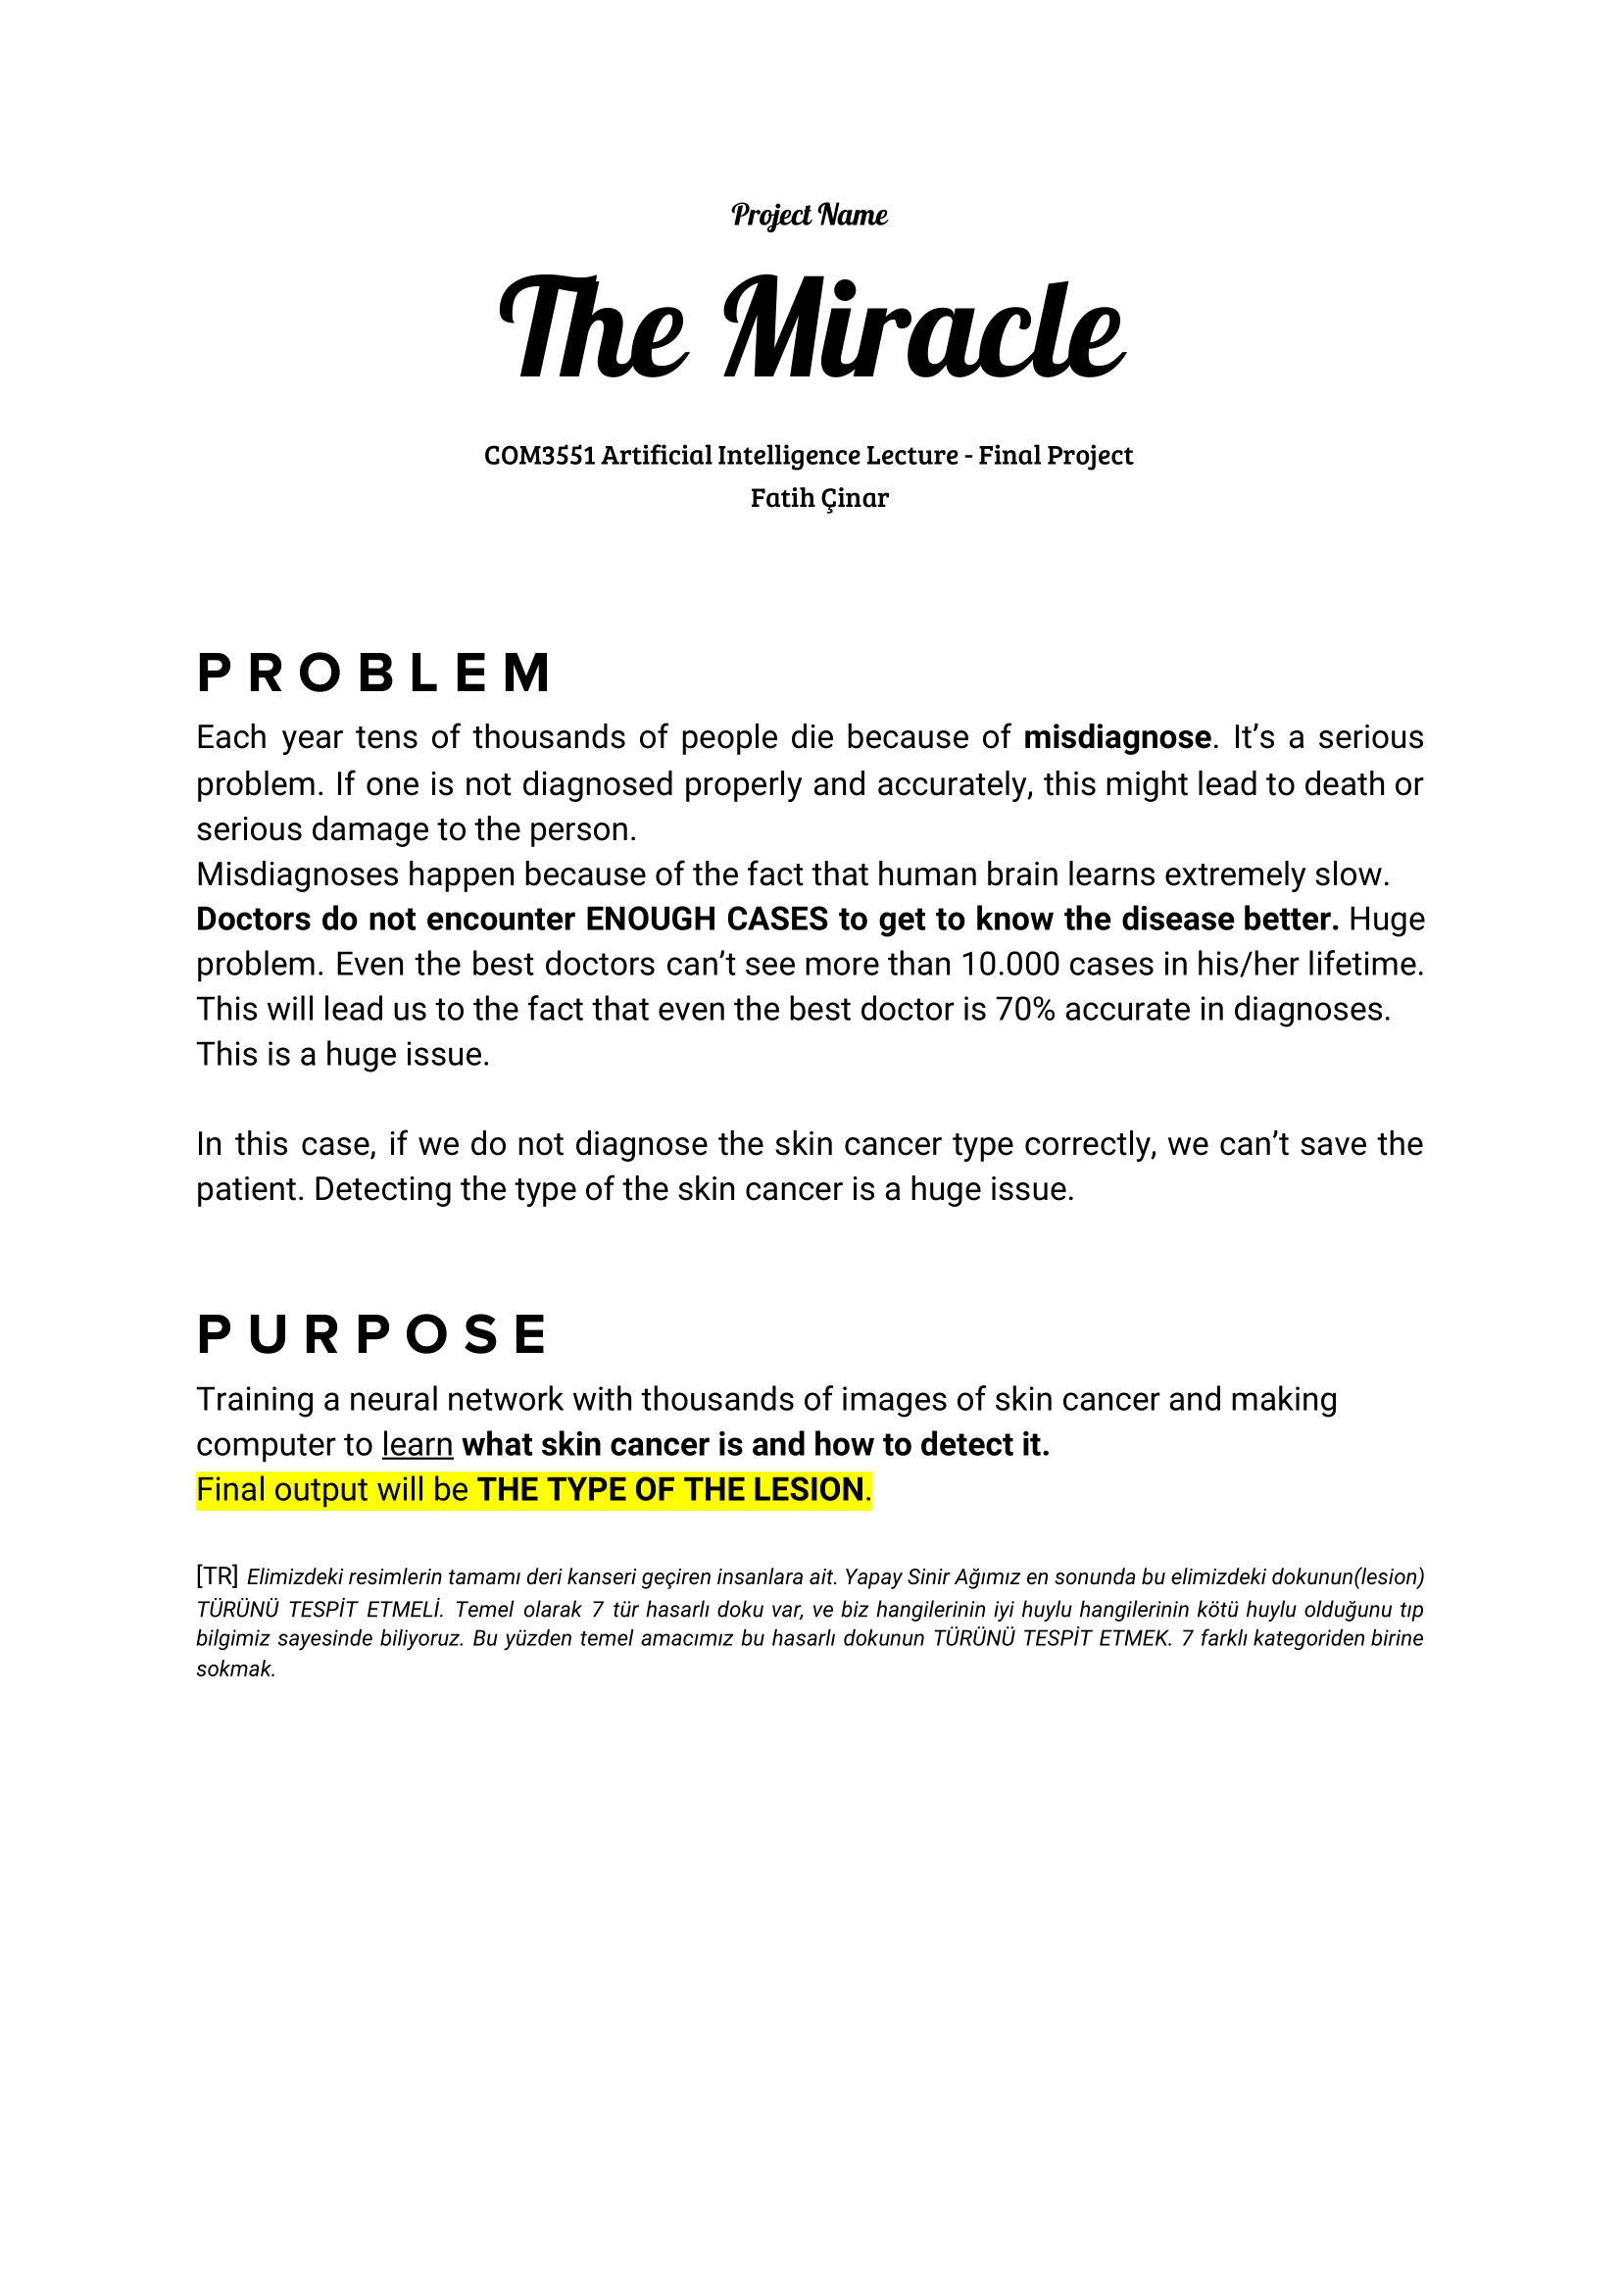 Project Name
The Miracle
COM3551 Artificial Intelligence Lecture - Final Project
Fatih Çinar
PROBLEM
Each year tens of thousands of people die because of misdiagnose. It’s a serious
problem. If one is not diagnosed properly and accurately, this might lead to death or
serious damage to the person.
Misdiagnoses happen because of the fact that human brain learns extremely slow.
Doctors do not encounter ENOUGH CASES to get to know the disease better. Huge
problem. Even the best doctors can’t see more than 10.000 cases in his/her lifetime.
This will lead us to the fact that even the best doctor is 70% accurate in diagnoses.
This is a huge issue.
In this case, if we do not diagnose the skin cancer type correctly, we can’t save the
patient. Detecting the type of the skin cancer is a huge issue.
PURPOSE
Training a neural network with thousands of images of skin cancer and making
computer to learn what skin cancer is and how to detect it.
Final output will be THE TYPE OF THE LESION.
[TR] Elimizdeki resimlerin tamamı deri kanseri geçiren insanlara ait. Yapay Sinir Ağımız en sonunda bu elimizdeki dokunun(lesion)
TÜRÜNÜ TESPİT ETMELİ. Temel olarak 7 tür hasarlı doku var, ve biz hangilerinin iyi huylu hangilerinin kötü huylu olduğunu tıp
bilgimiz sayesinde biliyoruz. Bu yüzden temel amacımız bu hasarlı dokunun TÜRÜNÜ TESPİT ETMEK. 7 farklı kategoriden birine
sokmak.